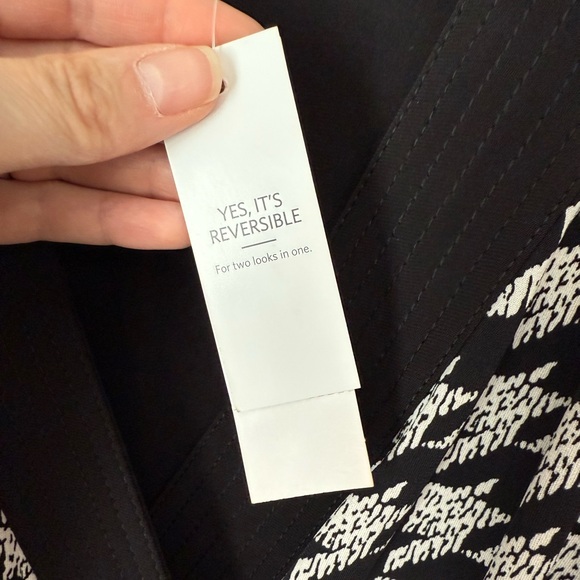 YES, IT'S
REVERSIBLE
For two looks in one.